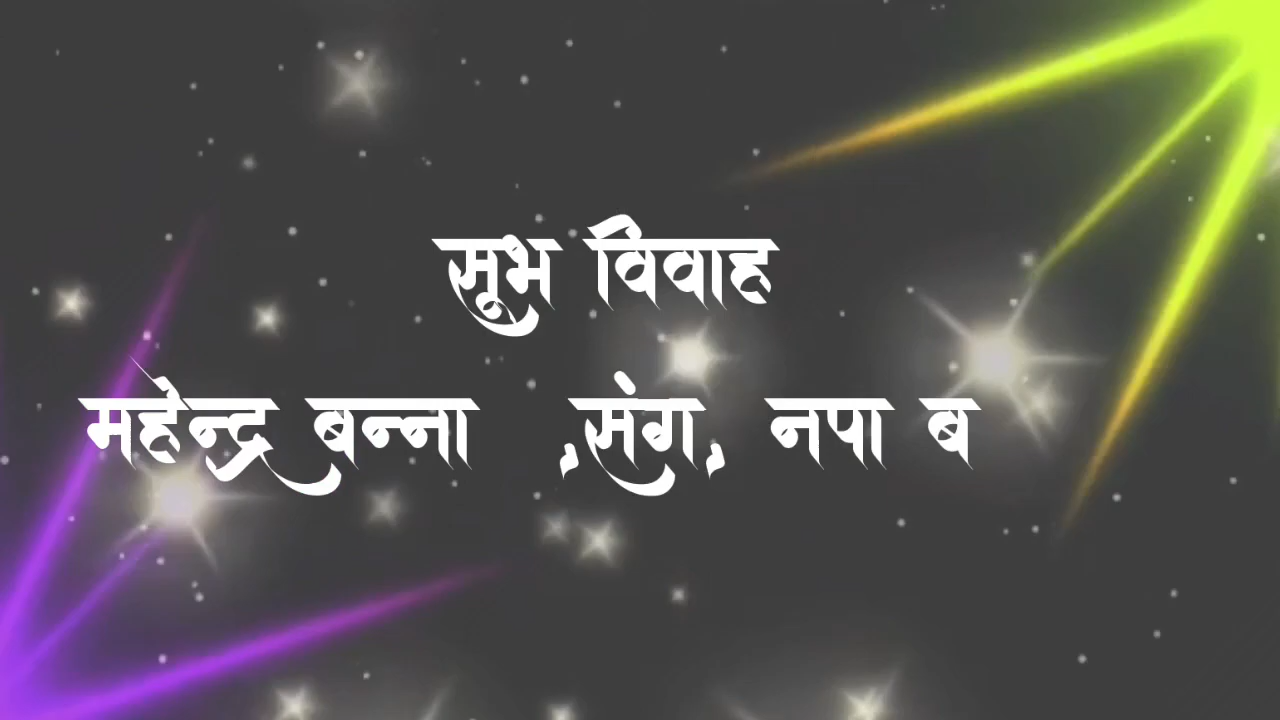 सूभ विवाह
महेन्द्र बन्ना ,संग, नपा ब